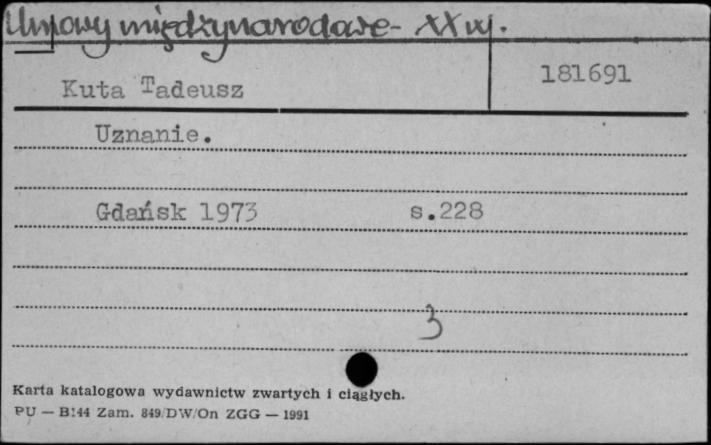 Umowy międzynarodowe - XX w.
Kuta Tadeusz
181691
Uznanie.
Gdańsk 1973 s.228
3
Karta katalogowa wydawnictw zwartych i ciągłych.
PU — B144 Zam. 849/DW/On ZGG — 1991